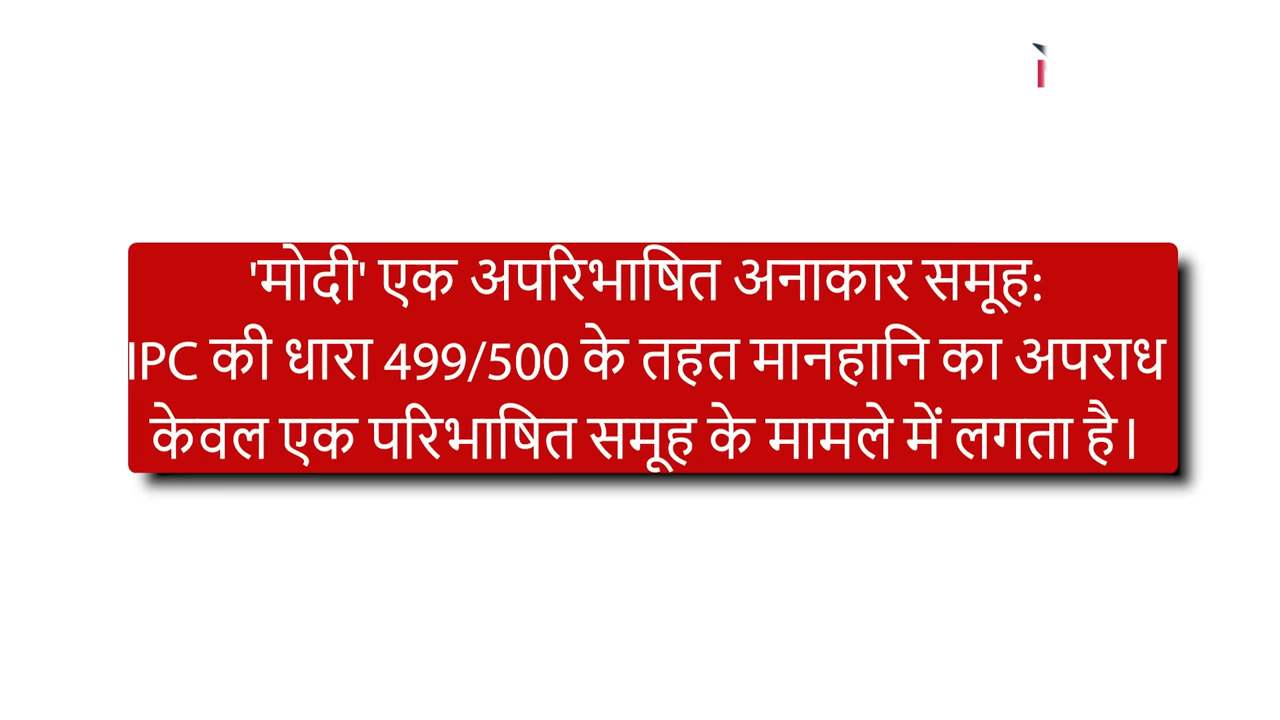 'मोदी' एक अपरिभाषित अनाकार समूह:
IPC की धारा 499/500 के तहत मानहानि का अपराध
केवल एक परिभाषित समूह के मामले में लगता है।